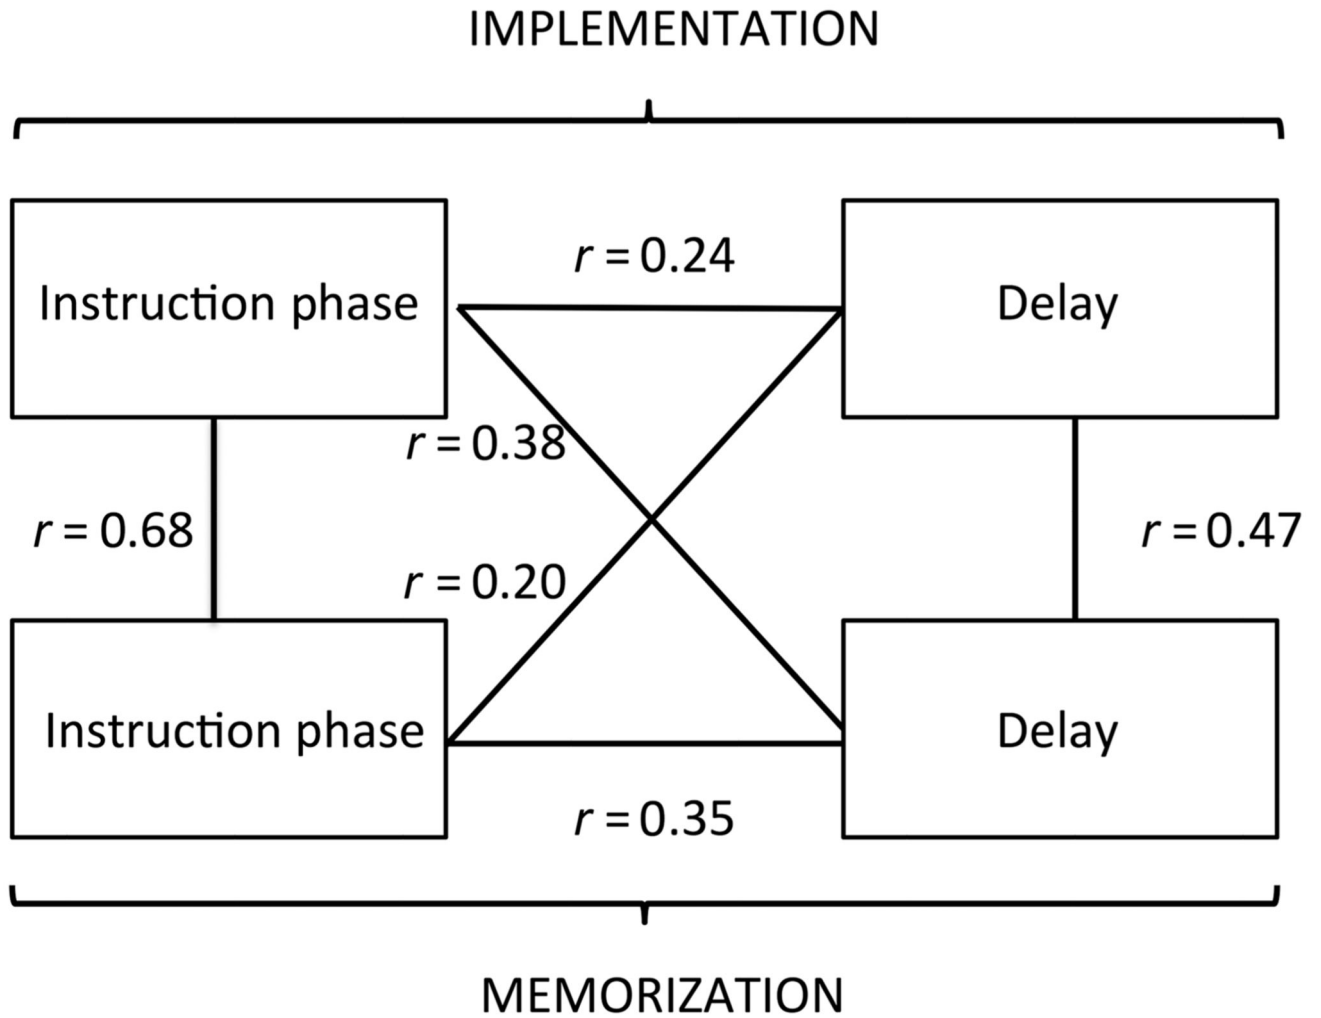 IMPLEMENTATION
r = 0.24
Instruction phase
Delay
r = 0.38
r = 0.68
r = 0.47
r = 0.20
Instruction phase
Delay
r = 0.35
MEMORIZATION